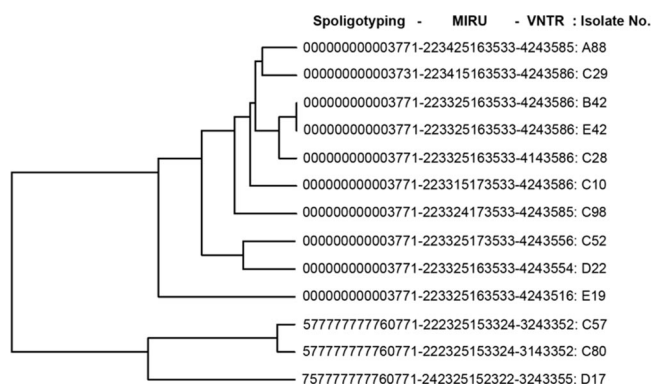 Spoligotyping - MIRU - VNTR : Isolate No.
000000000003771-223425163533-4243585: A88
000000000003731-223415163533-4243586: C29
000000000003771-223325163533-4243586: B42
000000000003771-223325163533-4243586: E42
000000000003771-223325163533-4143586: C28
000000000003771-223315173533-4243586: C10
000000000003771-223324173533-4243585: C98
000000000003771-223325173533-4243556: C52
000000000003771-223325163533-4243554: D22
000000000003771-223325163533-4243516: E19
577777777760771-222325153324-3243352: C57
577777777760771-222325153324-3143352: C80
757777777760771-242325152322-3243355: D17